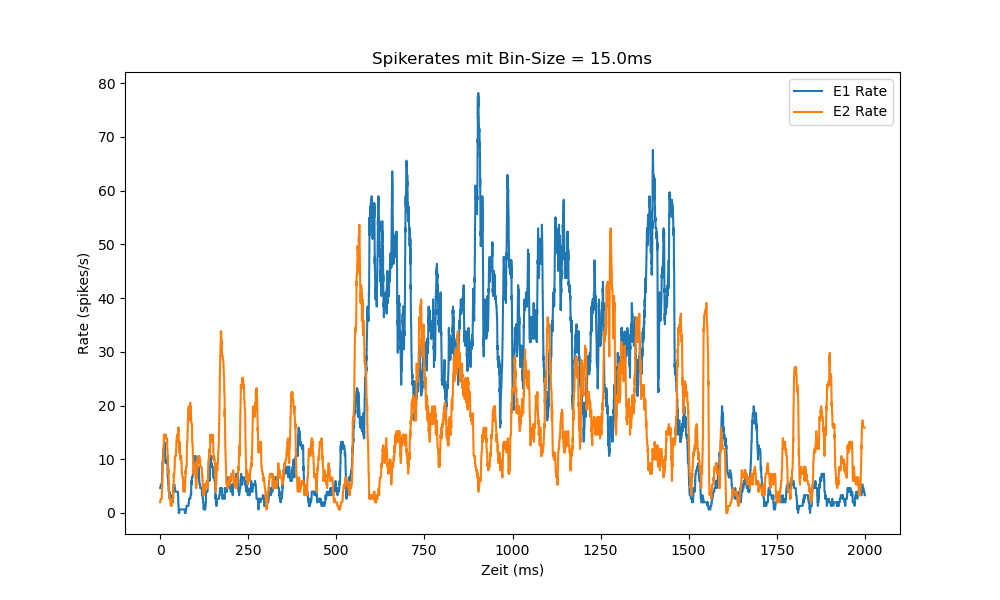 Spikerates mit Bin-Size = 15.0ms
E1 Rate
E2 Rate
80
70
60
50
40
30
20
10
0
Rate (spikes/s)
0 250 500 750 1000 1250 1500 1750 2000
Zeit (ms)